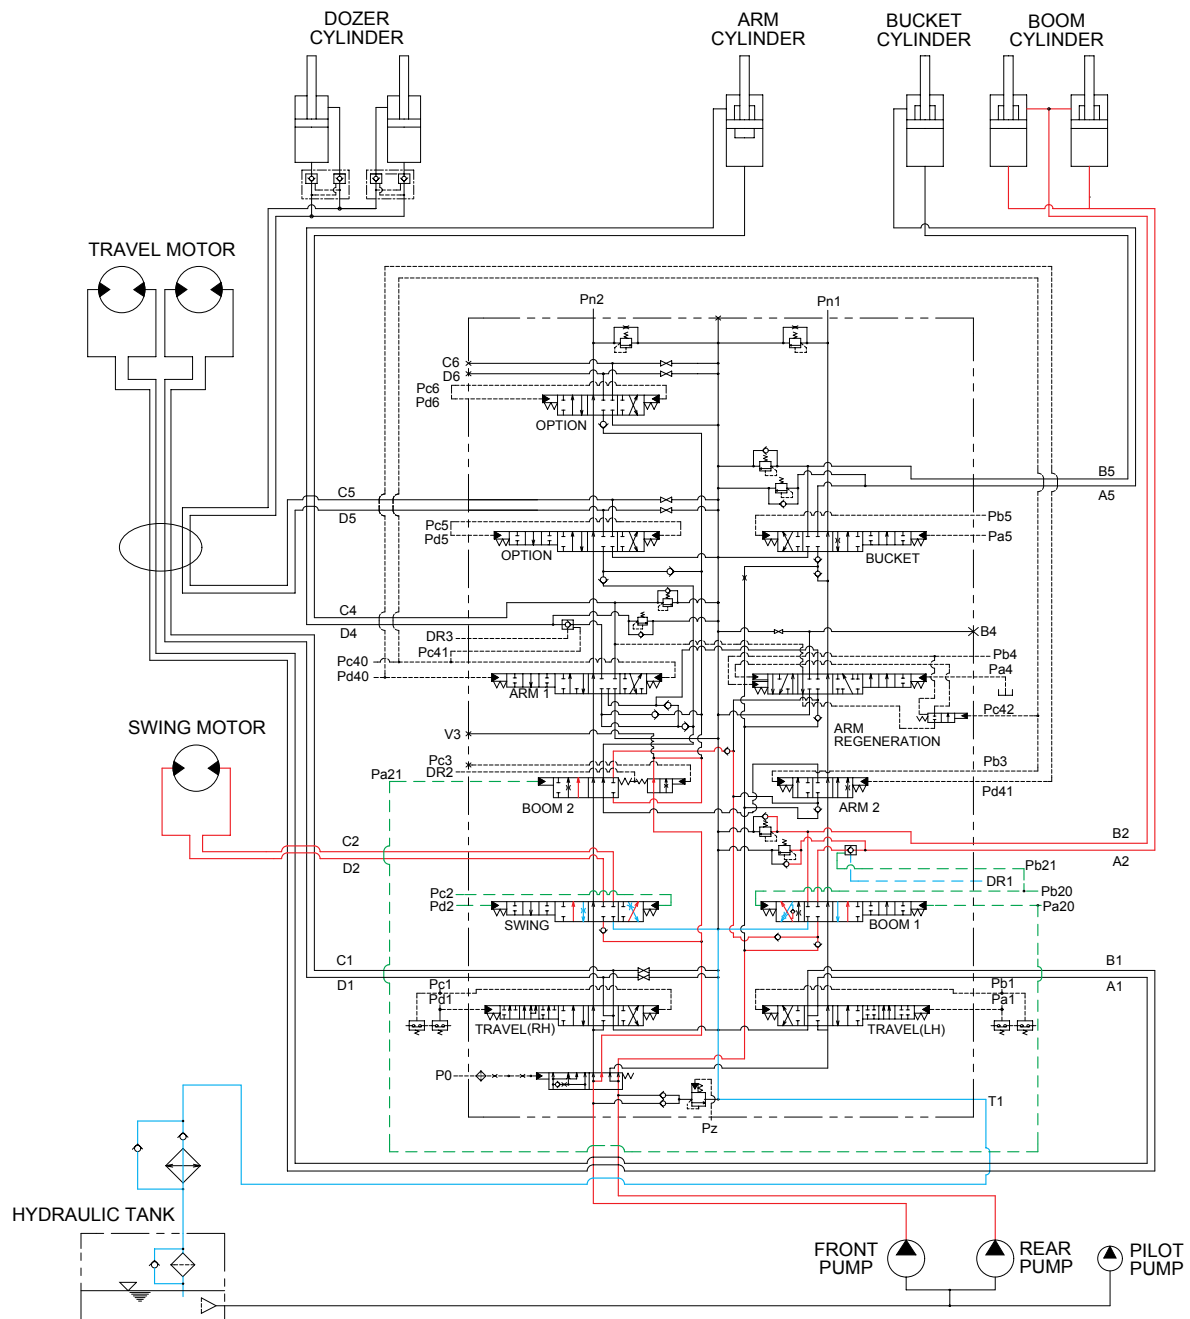 DOZER
CYLINDER
ARM
CYLINDER
BUCKET
CYLINDER
BOOM
CYLINDER
TRAVEL MOTOR
Pn2
Pn1
C6
D6
Pc6
Pd6
OPTION
C5
D5
Pc5
Pd5
OPTION
B5
A5
Pb5
Pa5
BUCKET
C4
D4
DR3
Pc41
Pc40
Pd40
ARM 1
B4
Pb4
Pa4
Pc42
ARM
REGENERATION
SWING MOTOR
V3
Pc3
DR2
Pa21
BOOM 2
Pb3
Pd41
ARM 2
C2
D2
B2
A2
Pb21
DR1
Pc2
Pd2
SWING
Pb20
Pa20
BOOM 1
C1
D1
B1
A1
Pc1
Pd1
TRAVEL(RH)
Pb1
Pa1
TRAVEL(LH)
P0
Pz
T1
HYDRAULIC TANK
FRONT
PUMP
REAR
PUMP
PILOT
PUMP